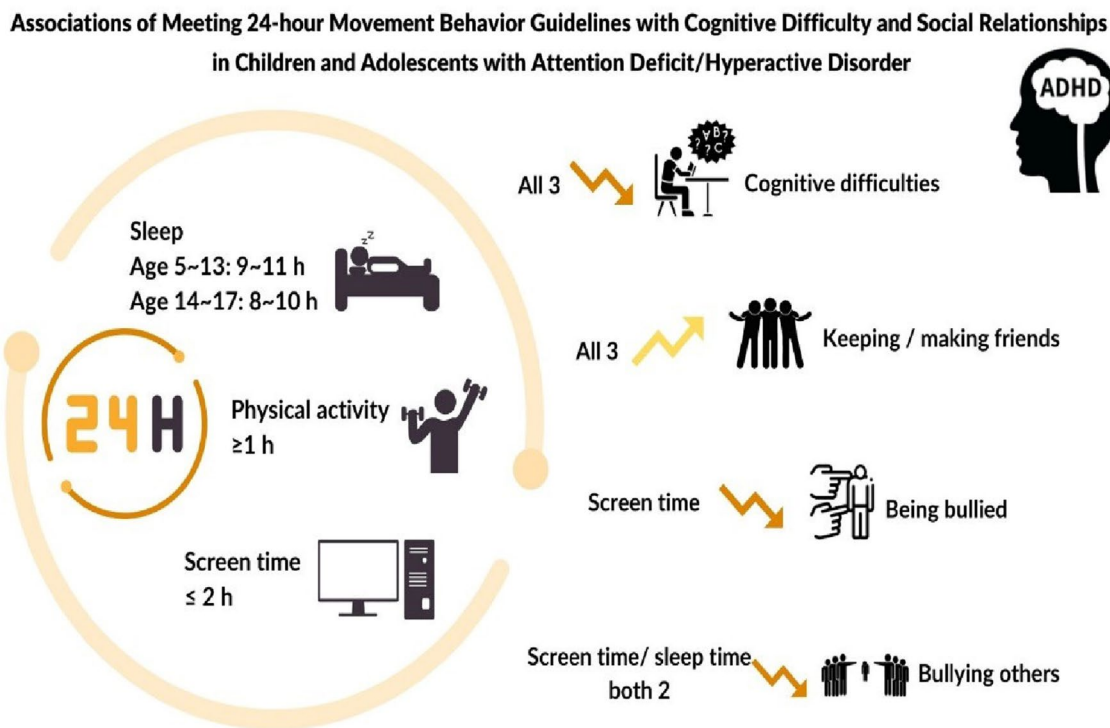 Associations of Meeting 24-hour Movement Behavior Guidelines with Cognitive Difficulty and Social Relationships
in Children and Adolescents with Attention Deficit/Hyperactive Disorder
ADHD
Sleep
Age 5~13: 9~11 h
Age 14~17: 8~10 h
z z
24H
Physical activity
≥1 h
Screen time
≤ 2 h
All 3
? A B ?
? ? C
Cognitive difficulties
All 3
Keeping / making friends
Screen time
Being bullied
Screen time/ sleep time
both 2
Bullying others